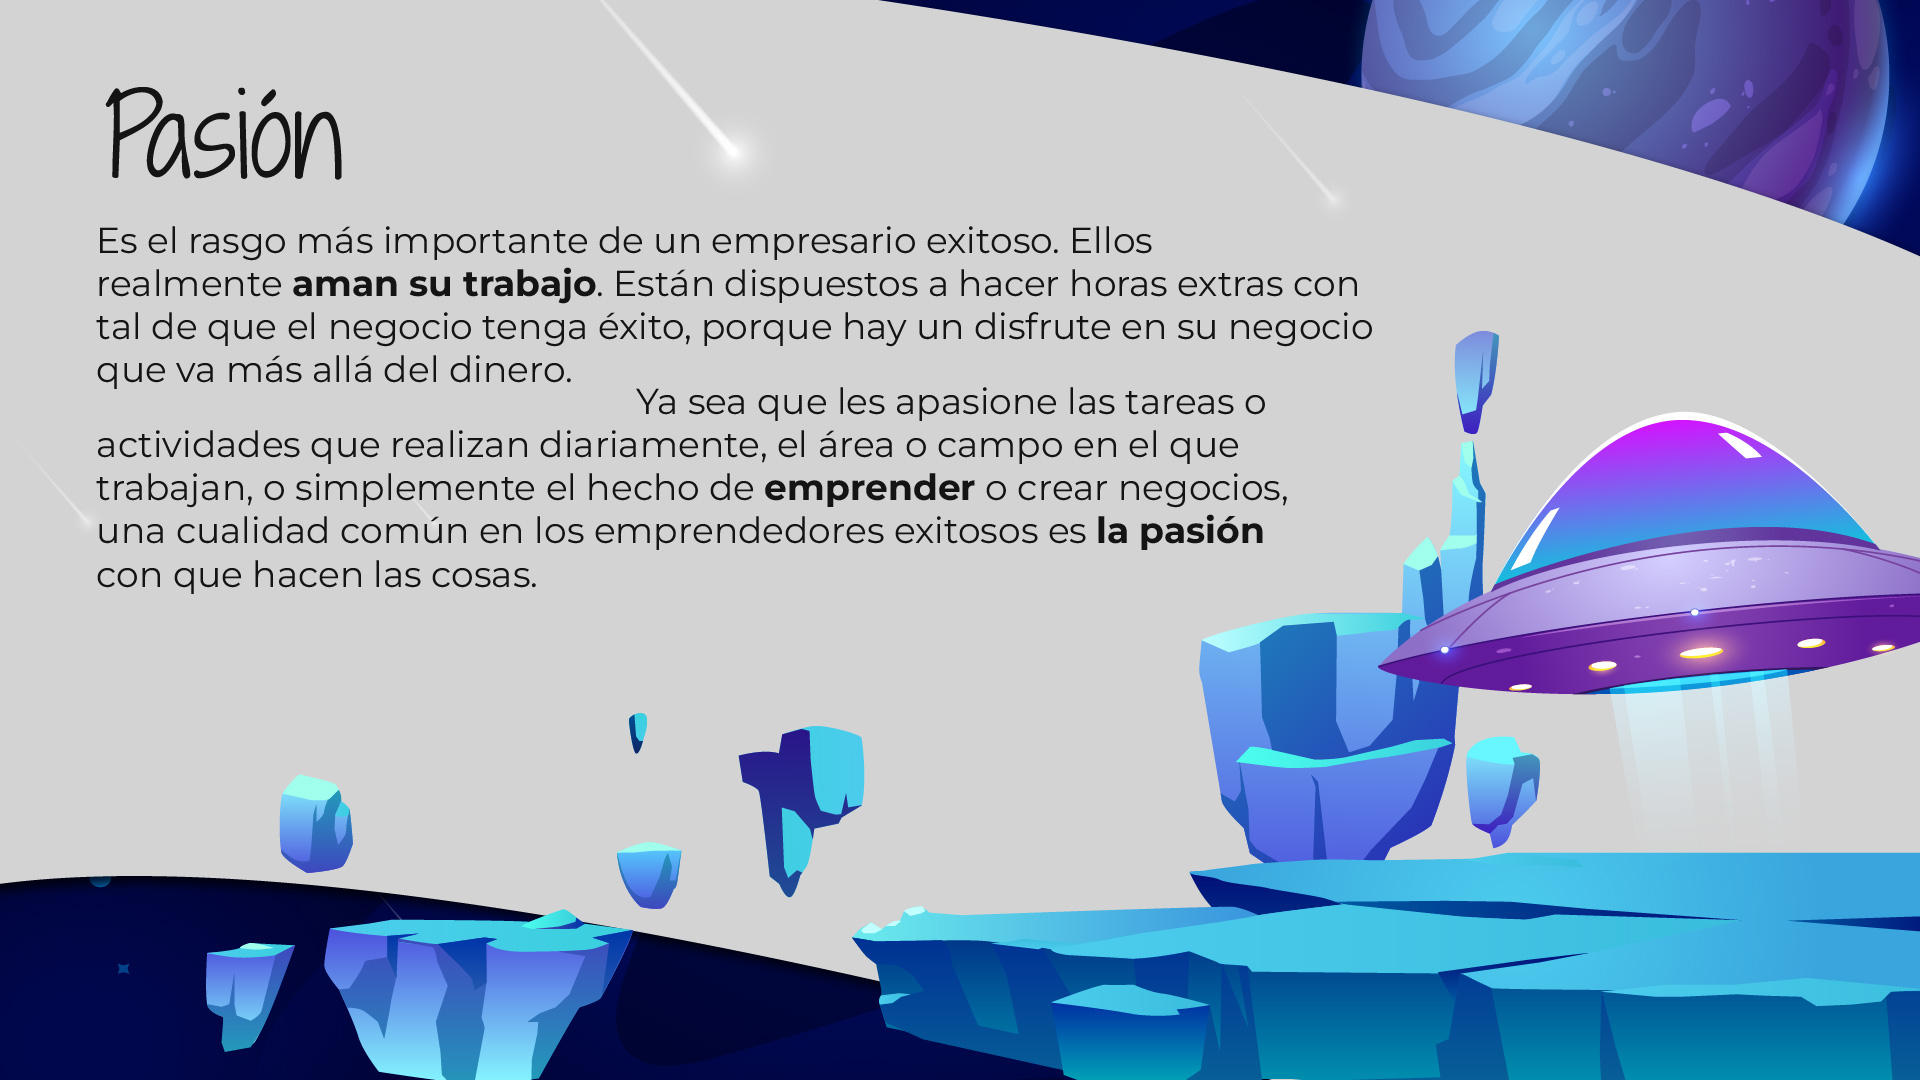 Pasión
Es el rasgo más importante de un empresario exitoso. Ellos
realmente aman su trabajo. Están dispuestos a hacer horas extras con
tal de que el negocio tenga éxito, porque hay un disfrute en su negocio
que va más allá del dinero.
Ya sea que les apasione las tareas o
actividades que realizan diariamente, el área o campo en el que
trabajan, o simplemente el hecho de emprender o crear negocios,
una cualidad común en los emprendedores exitosos es la pasión
con que hacen las cosas.